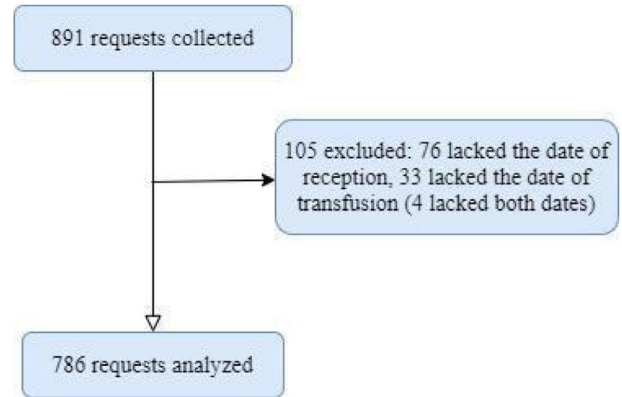 891 requests collected
105 excluded: 76 lacked the date of
reception, 33 lacked the date of
transfusion (4 lacked both dates)
786 requests analyzed